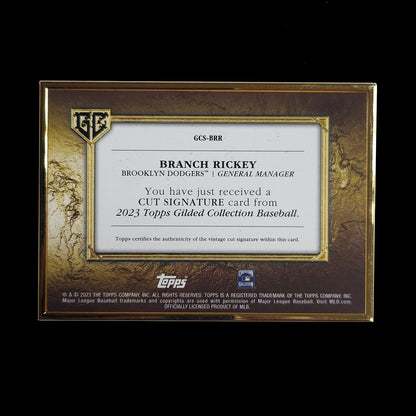 GC
GCS-BRR
BRANCH RICKEY
BROOKLYN DODGERS™ | GENERAL MANAGER
You have just received a
CUT SIGNATURE card from
2023 Topps Gilded Collection Baseball.
Topps certifies the authenticity of the vintage cut signature within this card.
Topps
® & © 2023 THE TOPPS COMPANY, INC. ALL RIGHTS RESERVED. TOPPS IS A REGISTERED TRADEMARK OF THE TOPPS COMPANY, INC.
Major League Baseball trademarks and copyrights are used with permission of Major League Baseball. Visit MLB.com.
OFFICIALLY LICENSED PRODUCT OF MLB.